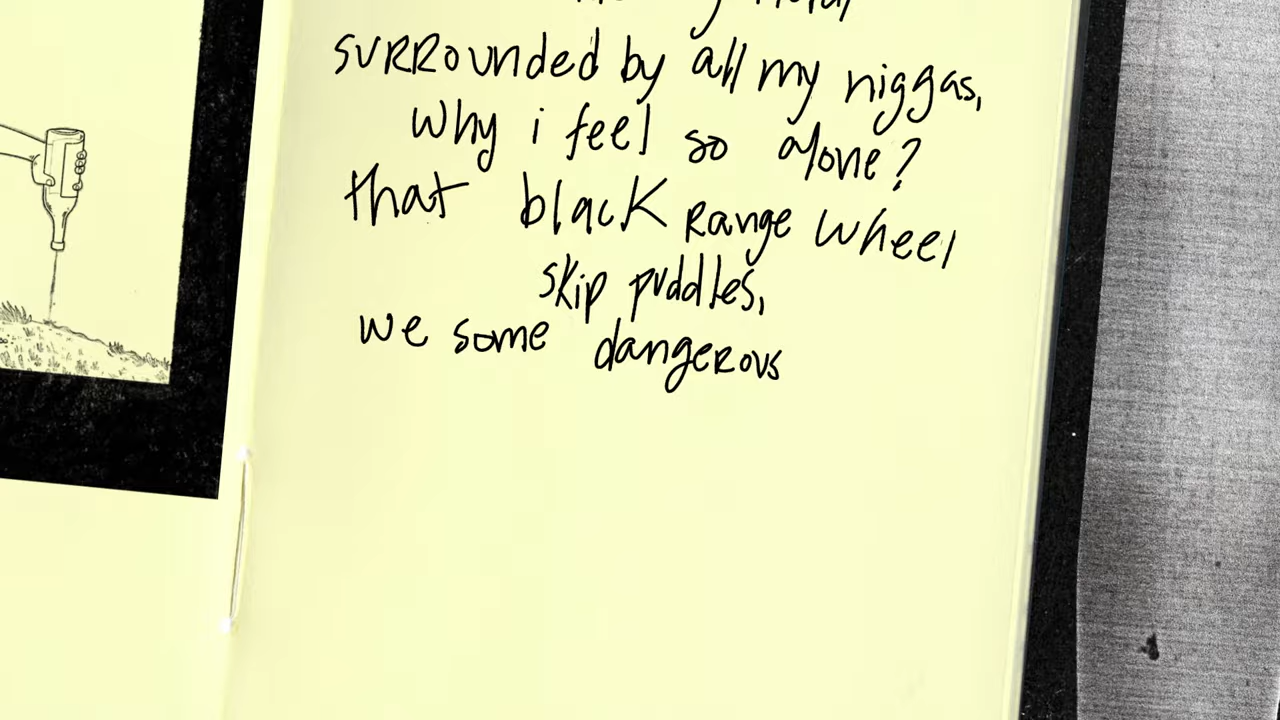 surrounded by all my niggas,
why i feel so alone?
that black range wheel
skip puddles,
we some dangerous